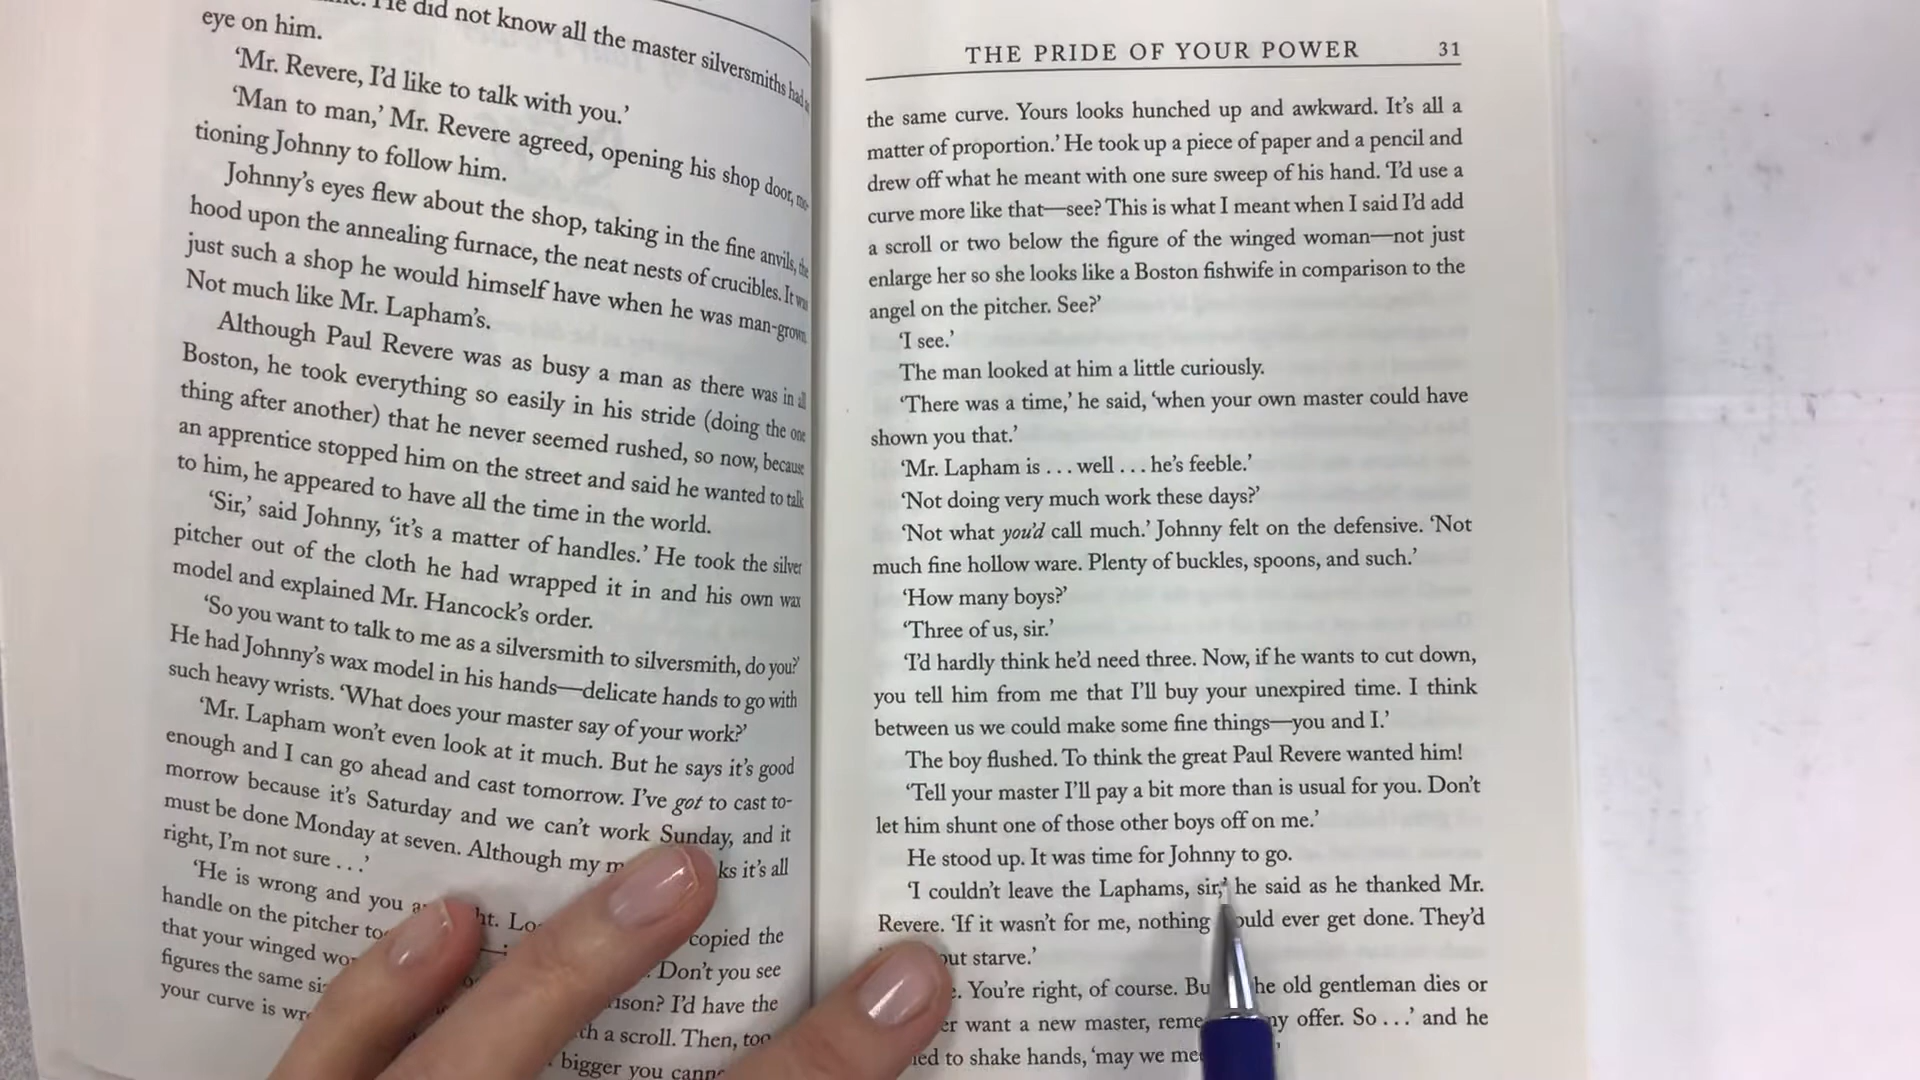 He did not know all the master silversmiths had
eye on him.
‘Mr. Revere, I’d like to talk with you.’
‘Man to man,’ Mr. Revere agreed, opening his shop door, mo-
tioning Johnny to follow him.
Johnny’s eyes flew about the shop, taking in the fine anvils, the
hood upon the annealing furnace, the neat nests of crucibles. It was
just such a shop he would himself have when he was man-grown.
Not much like Mr. Lapham’s.
Although Paul Revere was as busy a man as there was in all
Boston, he took everything so easily in his stride (doing the one
thing after another) that he never seemed rushed, so now, because
an apprentice stopped him on the street and said he wanted to talk
to him, he appeared to have all the time in the world.
‘Sir,’ said Johnny, ‘it’s a matter of handles.’ He took the silver
pitcher out of the cloth he had wrapped it in and his own wax
model and explained Mr. Hancock’s order.
‘So you want to talk to me as a silversmith to silversmith, do you?’
He had Johnny’s wax model in his hands—delicate hands to go with
such heavy wrists. ‘What does your master say of your work?’
‘Mr. Lapham won’t even look at it much. But he says it’s good
enough and I can go ahead and cast tomorrow. I’ve got to cast to-
morrow because it’s Saturday and we can’t work Sunday, and it
must be done Monday at seven. Although my ks it’s all
right, I’m not sure . . .’
‘He is wrong and you ht. Lo copied the
handle on the pitcher Don’t you see
that your winged ison? I’d have the
figures the same th a scroll. Then, too
your curve is bigger you
THE PRIDE OF YOUR POWER 31
the same curve. Yours looks hunched up and awkward. It’s all a
matter of proportion.’ He took up a piece of paper and a pencil and
drew off what he meant with one sure sweep of his hand. ‘I’d use a
curve more like that—see? This is what I meant when I said I’d add
a scroll or two below the figure of the winged woman—not just
enlarge her so she looks like a Boston fishwife in comparison to the
angel on the pitcher. See?’
‘I see.’
The man looked at him a little curiously.
‘There was a time,’ he said, ‘when your own master could have
shown you that.’
‘Mr. Lapham is . . . well . . . he’s feeble.’
‘Not doing very much work these days?’
‘Not what you’d call much.’ Johnny felt on the defensive. ‘Not
much fine hollow ware. Plenty of buckles, spoons, and such.’
‘How many boys?’
‘Three of us, sir.’
‘I’d hardly think he’d need three. Now, if he wants to cut down,
you tell him from me that I’ll buy your unexpired time. I think
between us we could make some fine things—you and I.’
The boy flushed. To think the great Paul Revere wanted him!
‘Tell your master I’ll pay a bit more than is usual for you. Don’t
let him shunt one of those other boys off on me.’
He stood up. It was time for Johnny to go.
‘I couldn’t leave the Laphams, sir,’ he said as he thanked Mr.
Revere. ‘If it wasn’t for me, nothing would ever get done. They’d
out starve.’
You’re right, of course. Bu he old gentleman dies or
er want a new master, reme my offer. So . . .’ and he
ed to shake hands, ‘may we me